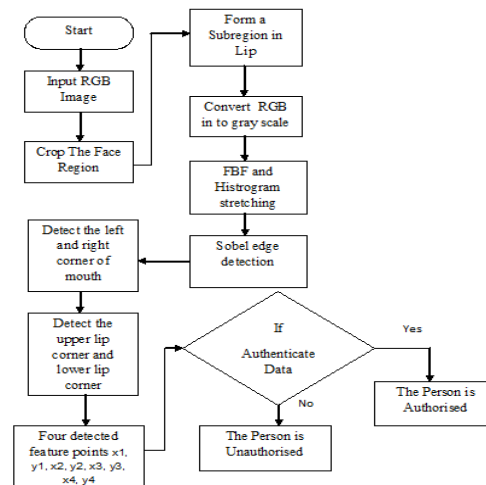 Start
Input RGB
Image
Crop The Face
Region
Form a
Subregion in
Lip
Convert RGB
in to gray scale
FBF and
Histrogram
stretching
Sobel edge
detection
Detect the left
and right
corner of
mouth
Detect the
upper lip
corner and
lower lip
corner
Four detected
feature points x1,
y1, x2, y2, x3, y3,
x4, y4
If
Authenticate
Data
Yes
The Person is
Authorised
No
The Person is
Unauthorised